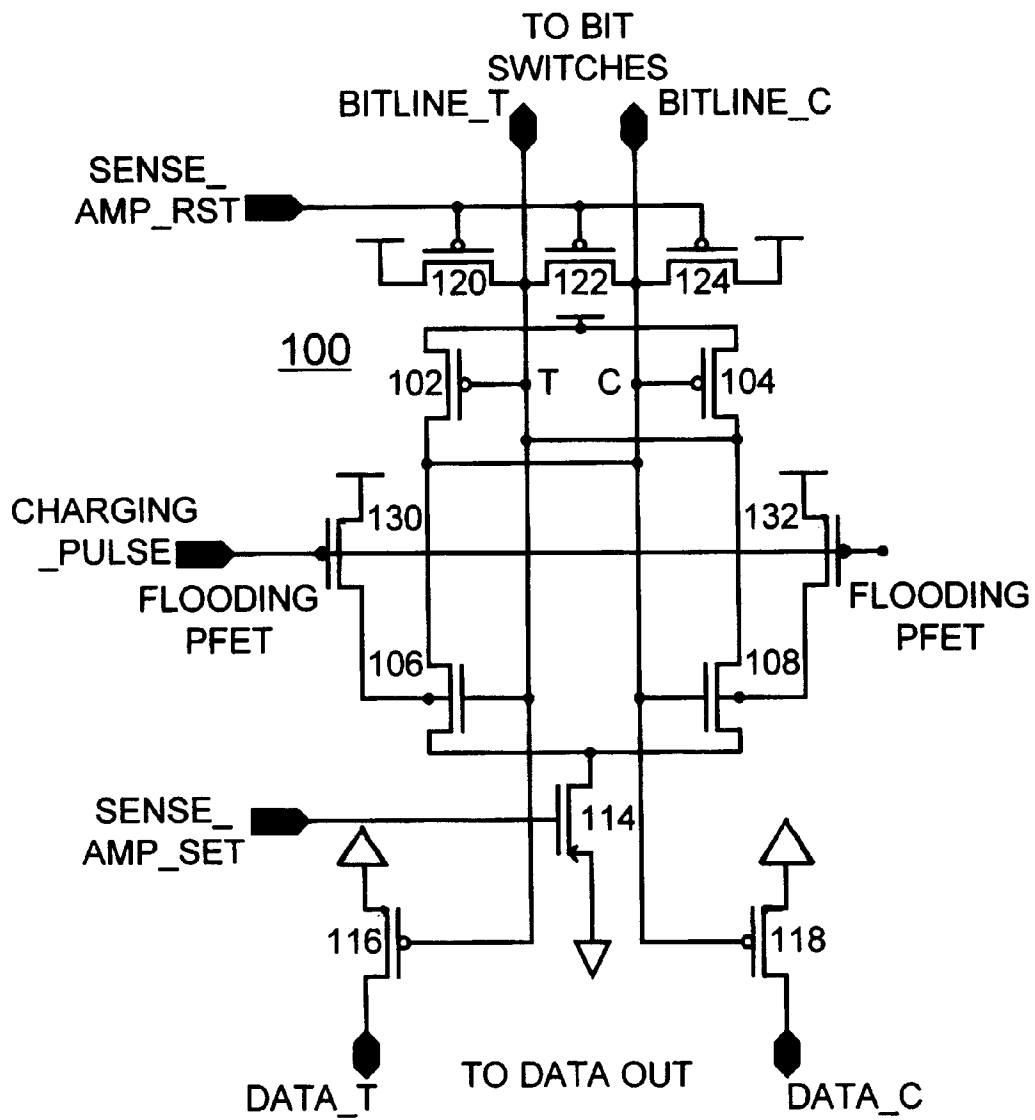 TO BIT
SWITCHES
BITLINE_T
BITLINE_C
SENSE_
AMP_RST
120
122
124
100
102
T
C
104
CHARGING
_PULSE
130
132
FLOODING
PFET
FLOODING
PFET
106
108
SENSE_
AMP_SET
114
116
118
DATA_T
TO DATA OUT
DATA_C